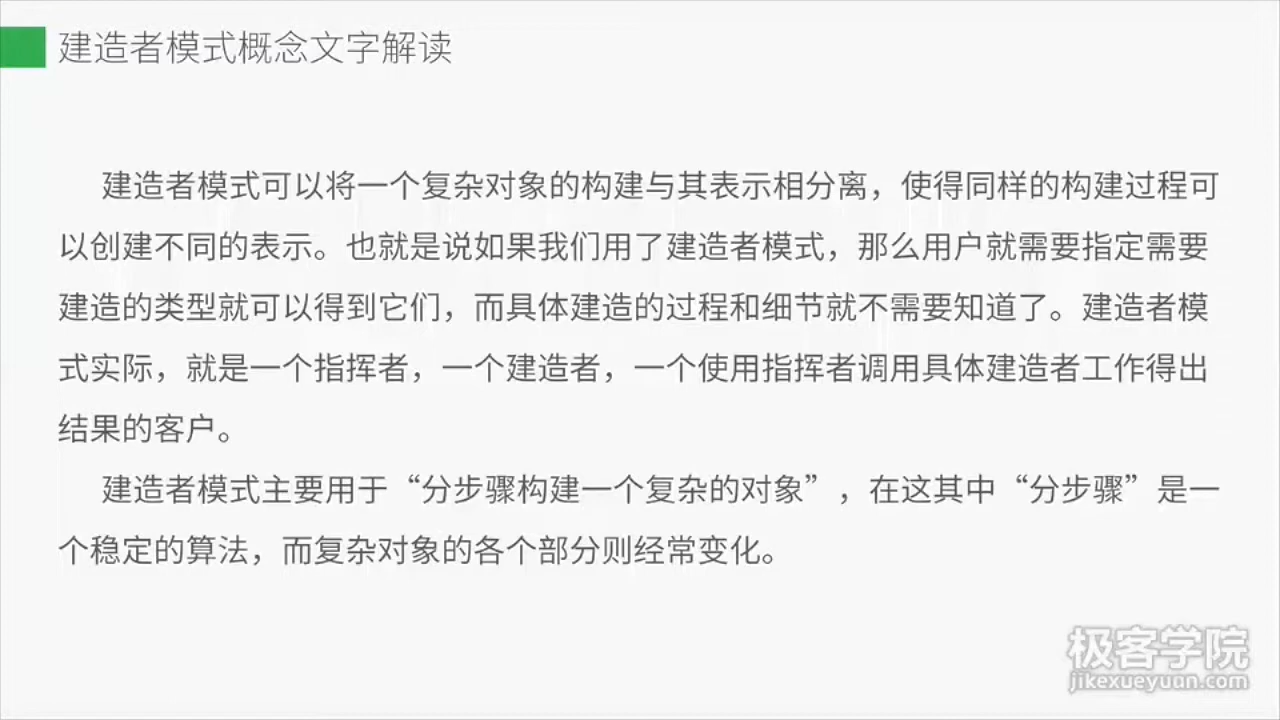 建造者模式概念文字解读
建造者模式可以将一个复杂对象的构建与其表示相分离，使得同样的构建过程可
以创建不同的表示。也就是说如果我们用了建造者模式，那么用户就需要指定需要
建造的类型就可以得到它们，而具体建造的过程和细节就不需要知道了。建造者模
式实际，就是一个指挥者，一个建造者，一个使用指挥者调用具体建造者工作得出
结果的客户。
建造者模式主要用于“分步骤构建一个复杂的对象”，在这其中“分步骤”是一
个稳定的算法，而复杂对象的各个部分则经常变化。
极客学院
jikexueyuan.com